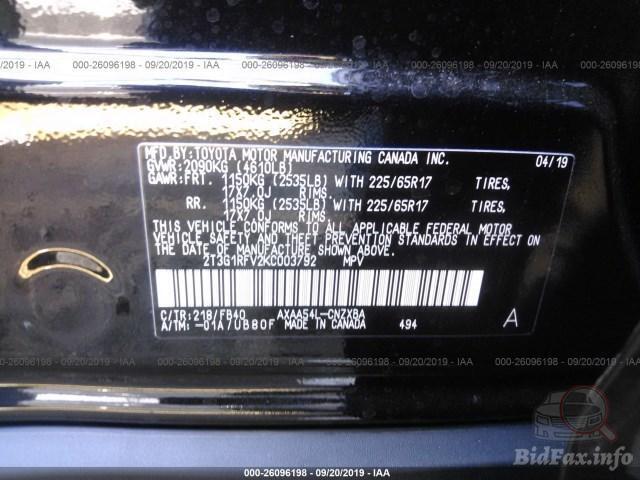 000-26096198 - 09/20/2019 - IAA
MFD. BY: TOYOTA MOTOR MANUFACTURING CANADA INC. 04/19
GVWR: 2090KG (4610LB)
GAWR: FRT. 1150KG (2535LB) WITH 225/65R17 TIRES,
17X7.0J RIMS,
RR. 1150KG (2535LB) WITH 225/65R17 TIRES,
17X7.0J RIMS.
THIS VEHICLE CONFORMS TO ALL APPLICABLE FEDERAL MOTOR
VEHICLE SAFETY AND THEFT PREVENTION STANDARDS IN EFFECT
ON THE DATE OF MANUFACTURE SHOWN ABOVE.
2T3G1RFV2KC003792 MPV
C/TR: 218/FB40 AXAA54L-CNZXBA
A/TM: -01A/UB80F MADE IN CANADA 494 A
BidFax.info
000-26096198 - 09/20/2019 - IAA